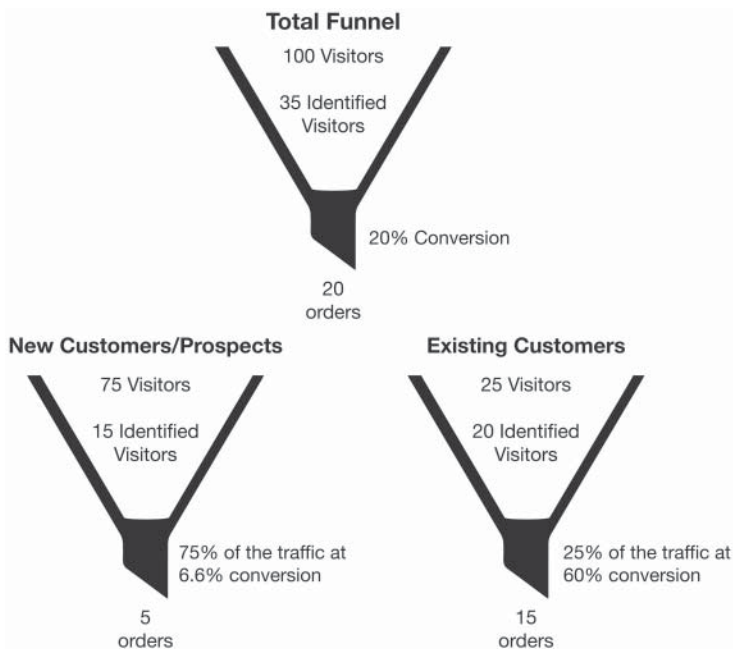 Total Funnel
100 Visitors
35 Identified
Visitors
20% Conversion
20
orders
New Customers/Prospects
75 Visitors
15 Identified
Visitors
75% of the traffic at
6.6% conversion
5
orders
Existing Customers
25 Visitors
20 Identified
Visitors
25% of the traffic at
60% conversion
15
orders